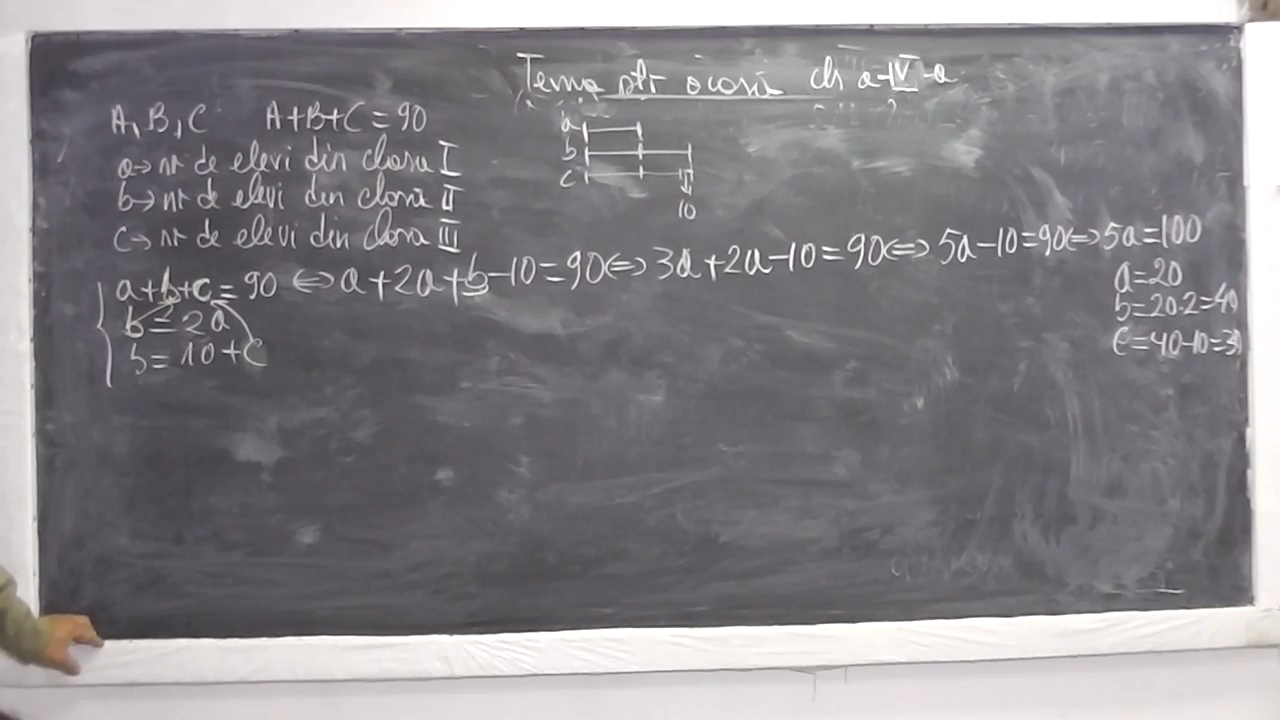 Tema ptr acasă cls a-IV-a
A, B, C A+B+C = 90
a→ nr de elevi din clasa I
b→ nr de elevi din clasa II
c→ nr de elevi din clasa III
a
b
c
10
a+b+c = 90 ⇔ a+2a+b-10=90 ⇔ 3a+2a-10=90 ⇔ 5a-10=90 ⇔ 5a=100
b=2a
b=10+c
a=20
b=20·2=40
c=40-10=30